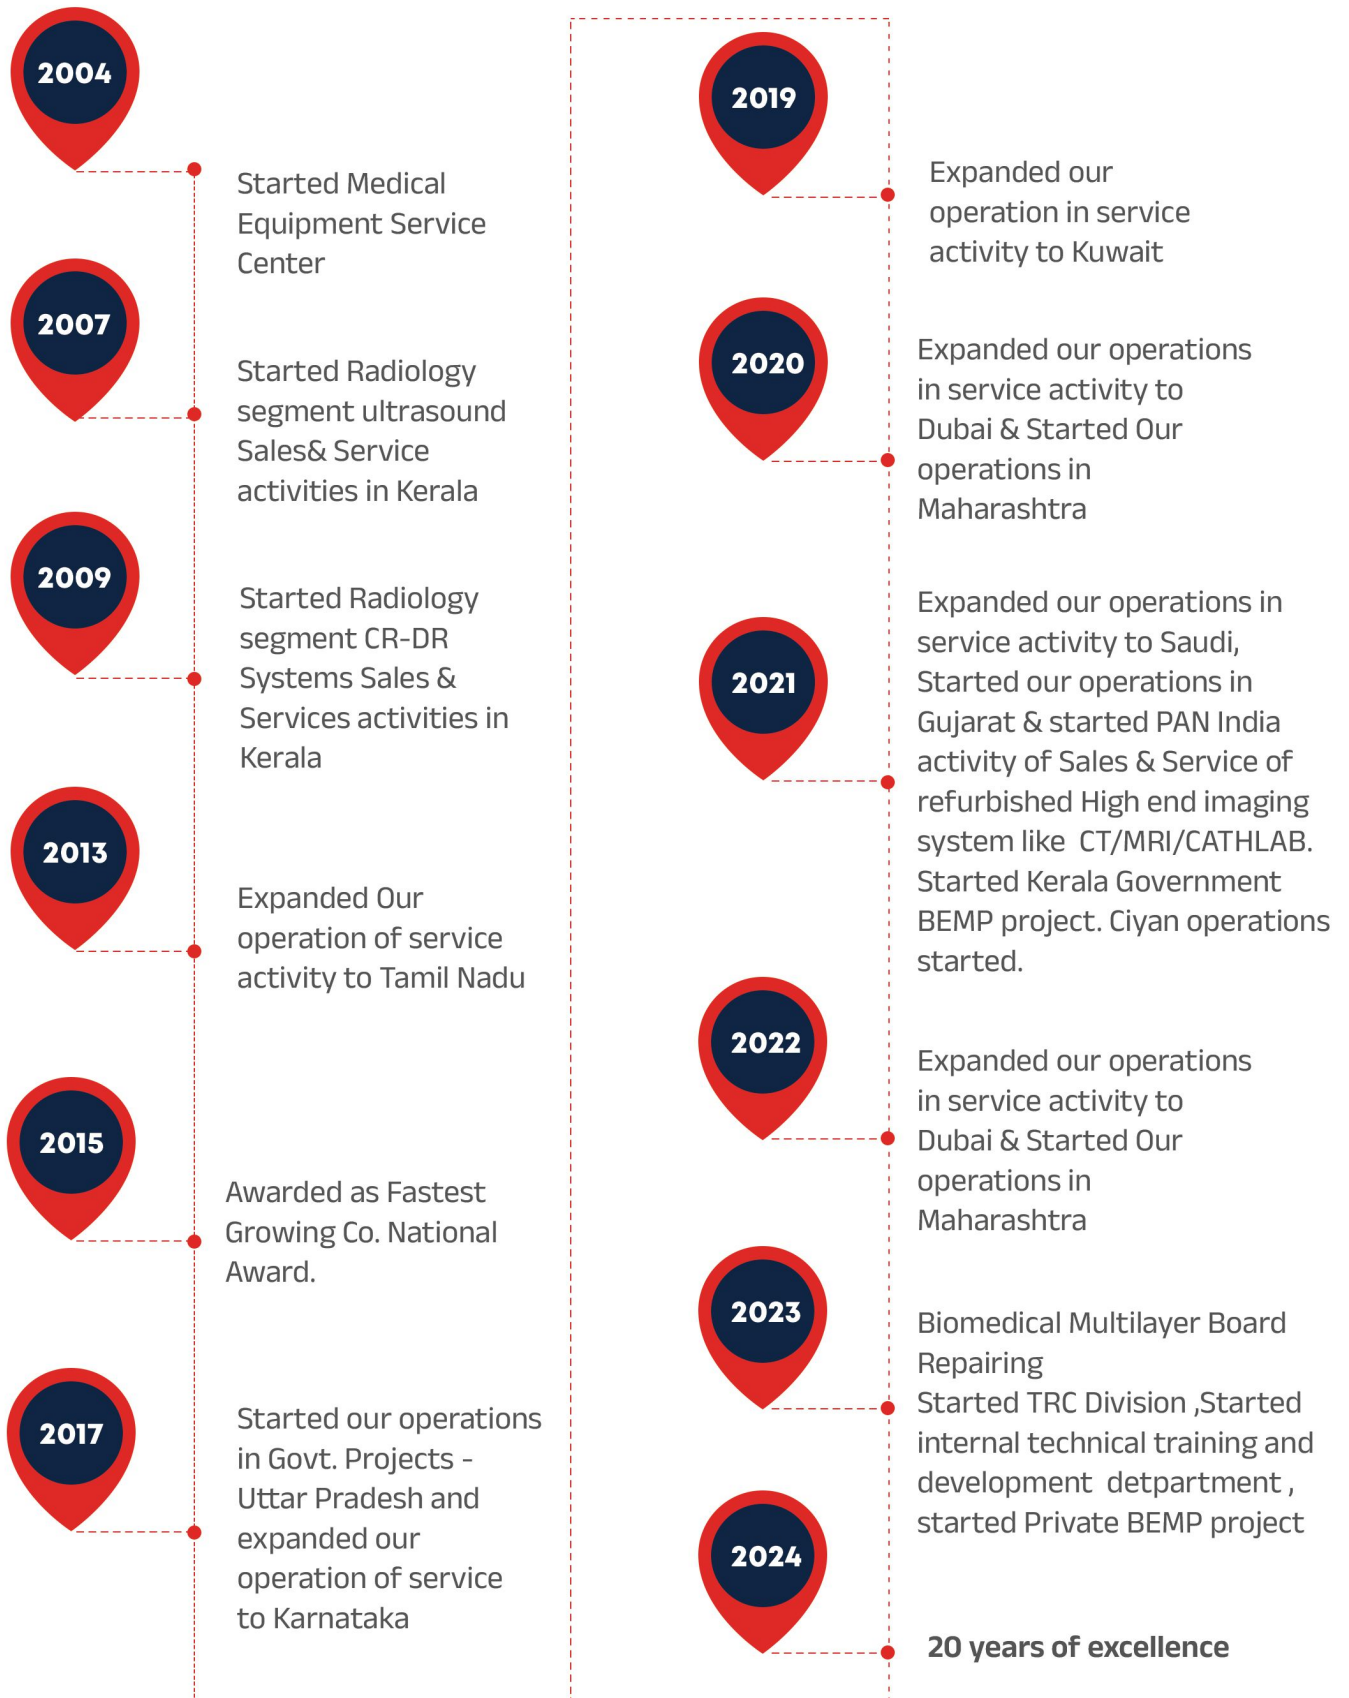 2004
Started Medical
Equipment Service
Center
2007
Started Radiology
segment ultrasound
Sales& Service
activities in Kerala
2009
Started Radiology
segment CR-DR
Systems Sales &
Services activities in
Kerala
2013
Expanded Our
operation of service
activity to Tamil Nadu
2015
Awarded as Fastest
Growing Co. National
Award.
2017
Started our operations
in Govt. Projects -
Uttar Pradesh and
expanded our
operation of service
to Karnataka
2019
Expanded our
operation in service
activity to Kuwait
2020
Expanded our operations
in service activity to
Dubai & Started Our
operations in
Maharashtra
2021
Expanded our operations in
service activity to Saudi,
Started our operations in
Gujarat & started PAN India
activity of Sales & Service of
refurbished High end imaging
system like  CT/MRI/CATHLAB.
Started Kerala Government
BEMP project. Ciyan operations
started.
2022
Expanded our operations
in service activity to
Dubai & Started Our
operations in
Maharashtra
2023
Biomedical Multilayer Board
Repairing
Started TRC Division ,Started
internal technical training and
development  detpartment ,
started Private BEMP project
2024
20 years of excellence